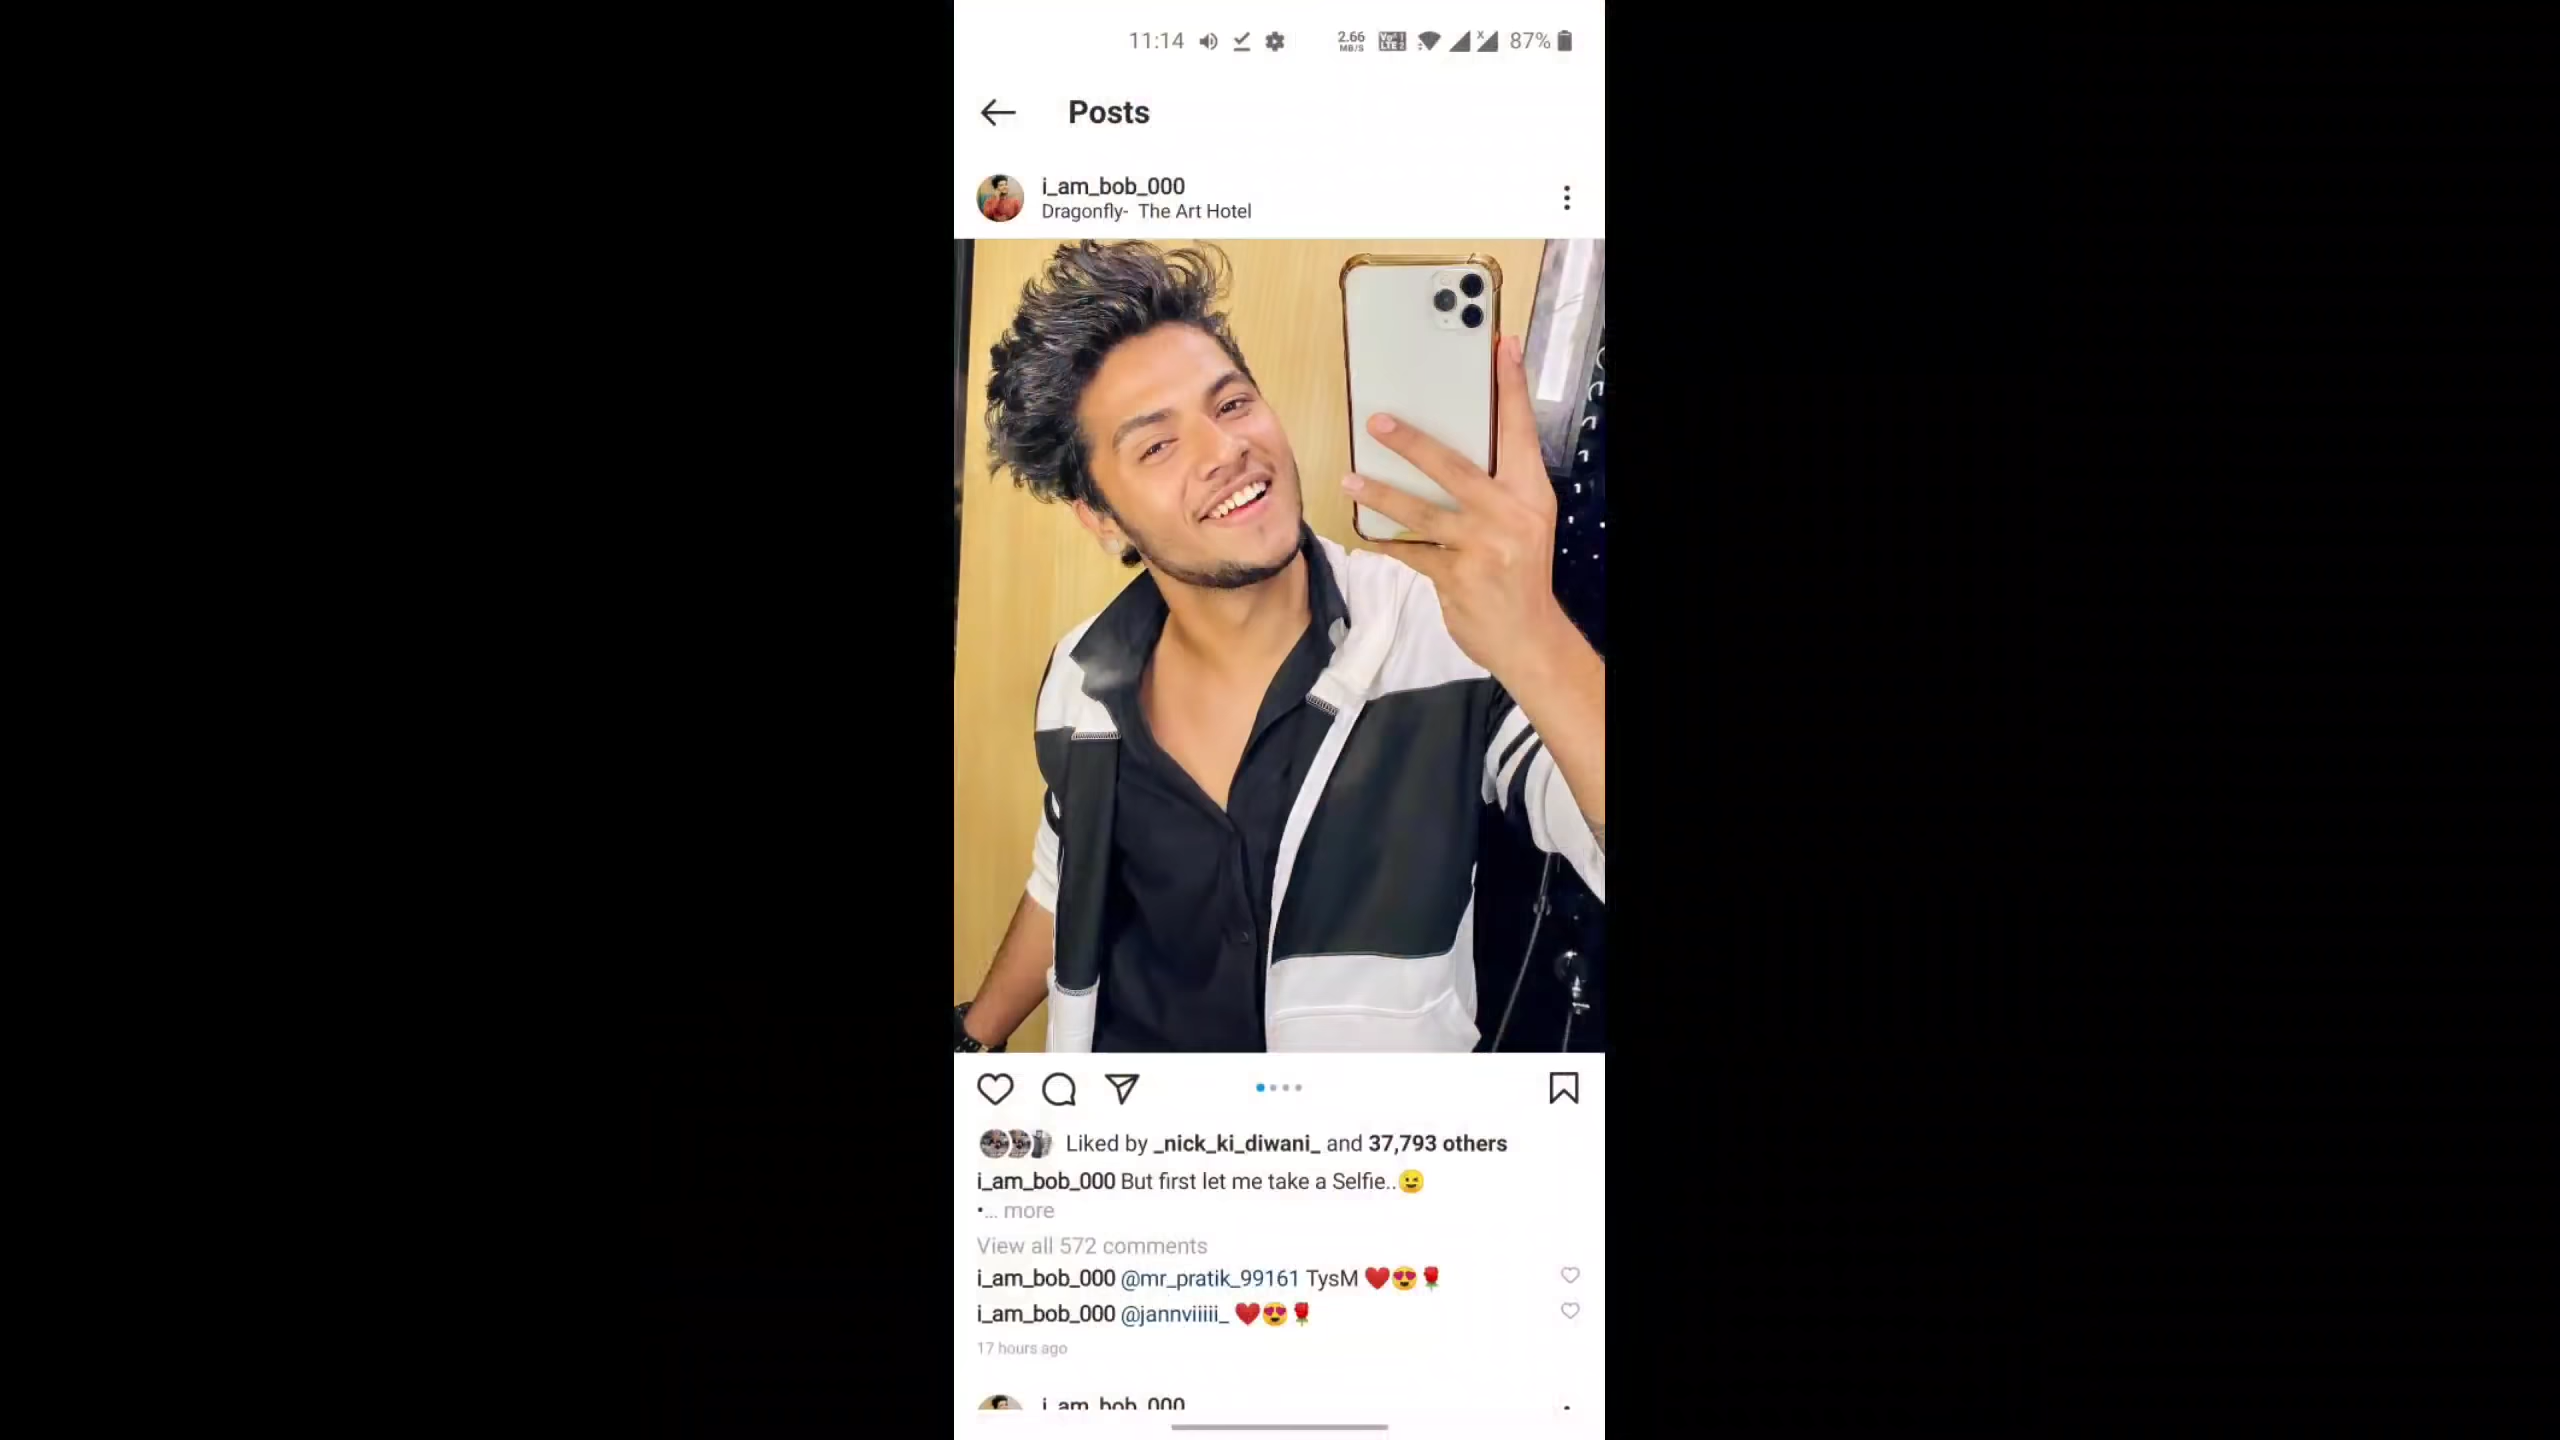 11:14 2.66 MB/S 87%
Posts
i_am_bob_000
Dragonfly- The Art Hotel
Liked by _nick_ki_diwani_ and 37,793 others
i_am_bob_000 But first let me take a Selfie..😉
•... more
View all 572 comments
i_am_bob_000 @mr_pratik_99161 TysM ❤️😍🌹
i_am_bob_000 @jannviiiii_ ❤️😍🌹
17 hours ago
i_am_bob_000